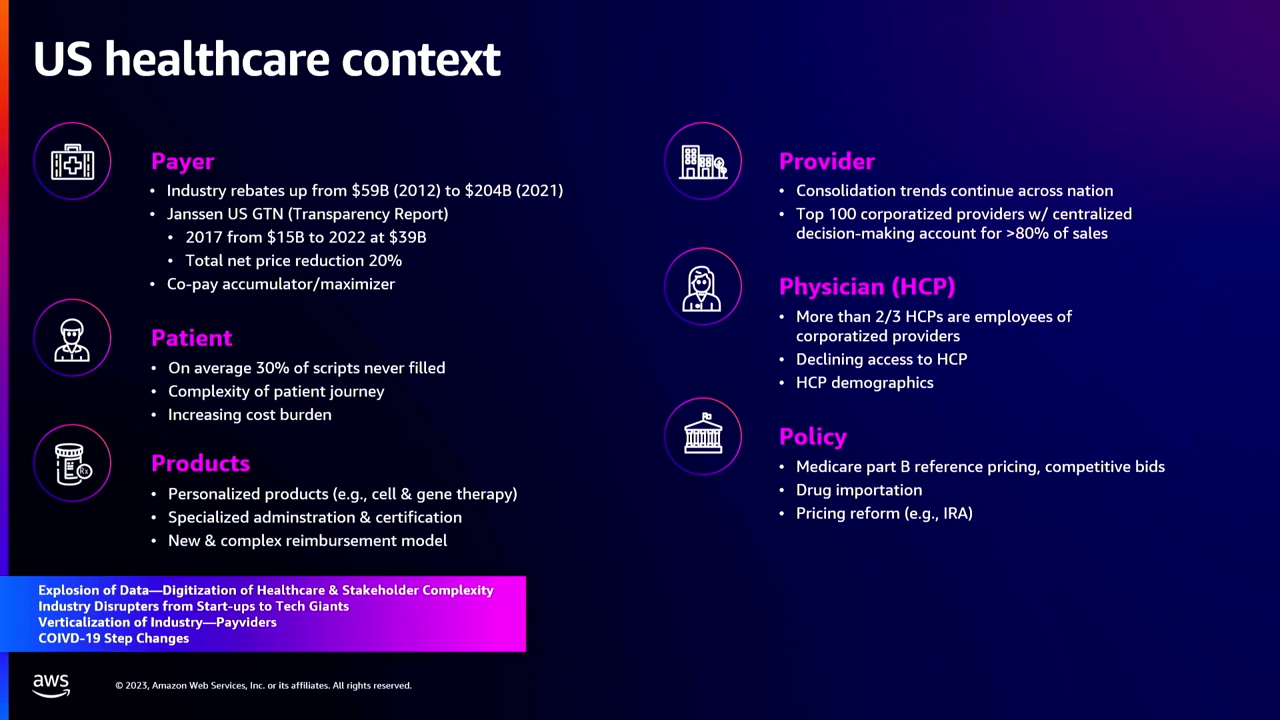 US healthcare context
Payer
• Industry rebates up from $59B (2012) to $204B (2021)
• Janssen US GTN (Transparency Report)
• 2017 from $15B to 2022 at $39B
• Total net price reduction 20%
• Co-pay accumulator/maximizer
Patient
• On average 30% of scripts never filled
• Complexity of patient journey
• Increasing cost burden
Products
Rx
• Personalized products (e.g., cell & gene therapy)
• Specialized adminstration & certification
• New & complex reimbursement model
Provider
• Consolidation trends continue across nation
• Top 100 corporatized providers w/ centralized
decision-making account for >80% of sales
Physician (HCP)
• More than 2/3 HCPs are employees of
corporatized providers
• Declining access to HCP
• HCP demographics
Policy
• Medicare part B reference pricing, competitive bids
• Drug importation
• Pricing reform (e.g., IRA)
Explosion of Data—Digitization of Healthcare & Stakeholder Complexity
Industry Disrupters from Start-ups to Tech Giants
Verticalization of Industry—Payviders
COIVD-19 Step Changes
aws
© 2023, Amazon Web Services, Inc. or its affiliates. All rights reserved.